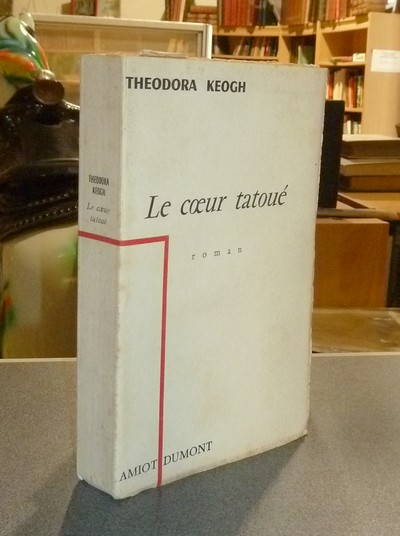 THEODORA KEOGH
Le cœur tatoué
roman
AMIOT DUMONT
THEODORA
KEOGH
Le cœur
tatoué